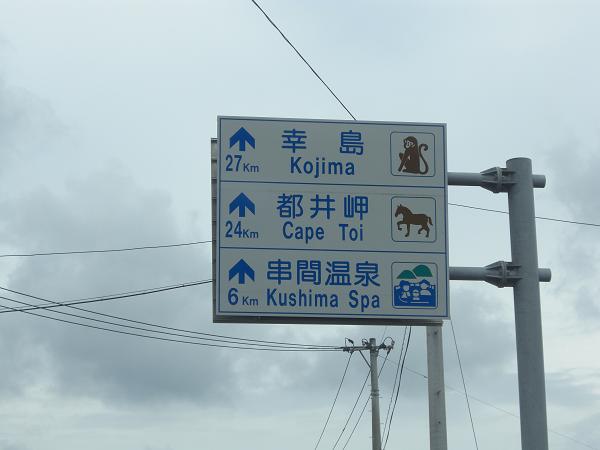 幸島
27Km Kojima
都井岬
24Km Cape Toi
串間温泉
6Km Kushima Spa